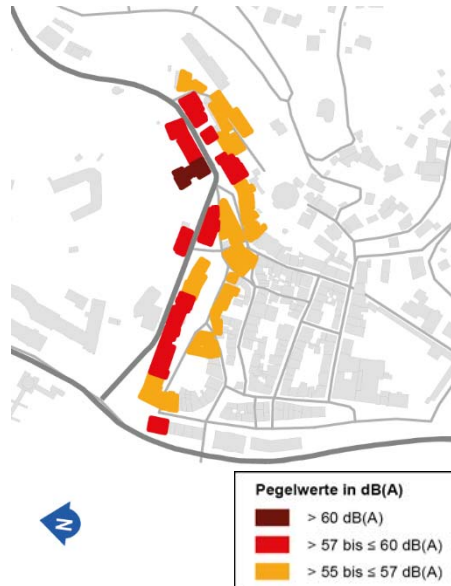 N
Pegelwerte in dB(A)
> 60 dB(A)
> 57 bis ≤ 60 dB(A)
> 55 bis ≤ 57 dB(A)